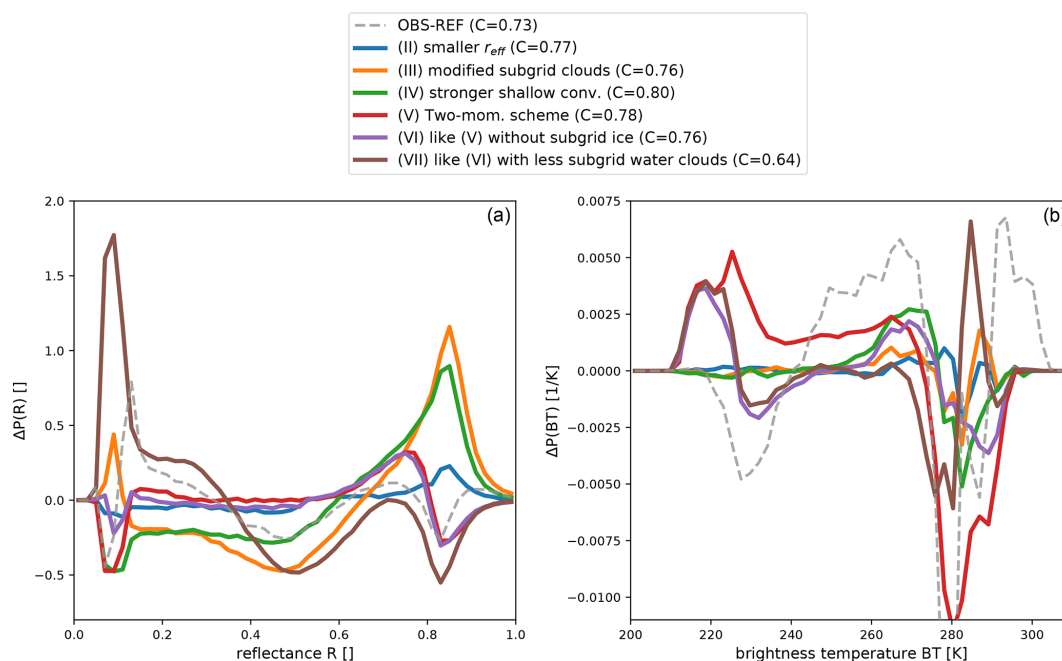 OBS-REF (C=0.73)
(II) smaller r_eff (C=0.77)
(III) modified subgrid clouds (C=0.76)
(IV) stronger shallow conv. (C=0.80)
(V) Two-mom. scheme (C=0.78)
(VI) like (V) without subgrid ice (C=0.76)
(VII) like (VI) with less subgrid water clouds (C=0.64)
(a)
2.0
1.5
1.0
0.5
0.0
−0.5
ΔP(R) []
0.0 0.2 0.4 0.6 0.8 1.0
reflectance R []
(b)
0.0075
0.0050
0.0025
0.0000
−0.0025
−0.0050
−0.0075
−0.0100
ΔP(BT) [1/K]
200 220 240 260 280 300
brightness temperature BT [K]